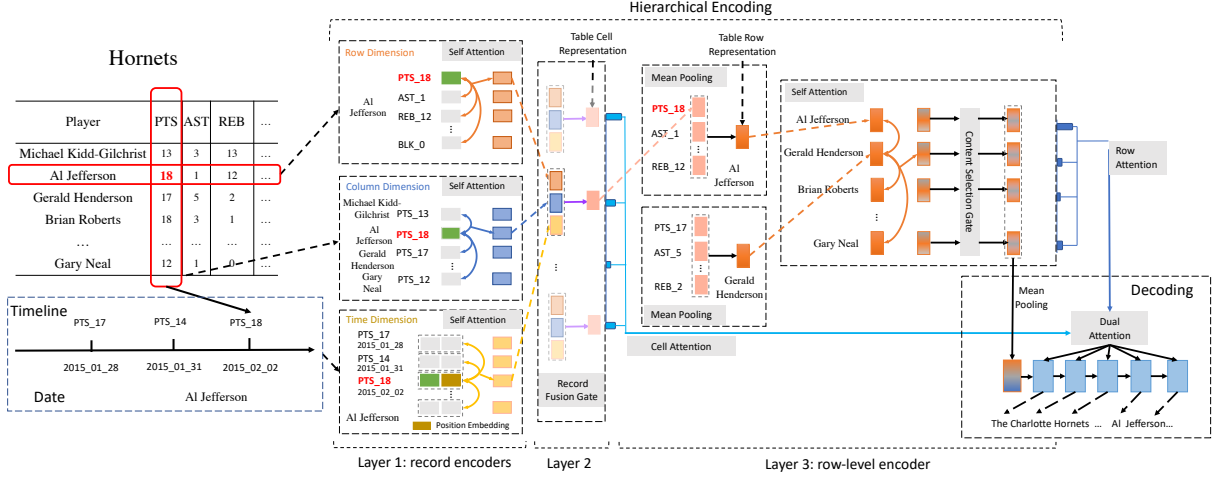 Hierarchical Encoding
Hornets
Player PTS AST REB ...
Michael Kidd-Gilchrist 13 3 13 ...
Al Jefferson 18 1 12 ...
Gerald Henderson 17 5 2 ...
Brian Roberts 18 3 1 ...
... ... ... ... ...
Gary Neal 12 1 0 ...
Timeline
PTS_17 PTS_14 PTS_18
2015_01_28 2015_01_31 2015_02_02
Date
Al Jefferson
Row Dimension
Self Attention
PTS_18
Al
Jefferson
AST_1
REB_12
...
BLK_0
Column Dimension
Self Attention
Michael Kidd-
Gilchrist
PTS_13
Al
Jefferson
PTS_18
Gerald
Henderson
PTS_17
...
Gary
Neal
PTS_12
Time Dimension
Self Attention
PTS_17
2015_01_28
PTS_14
2015_01_31
PTS_18
2015_02_02
...
Al Jefferson
Position Embedding
Layer 1: record encoders
Table Cell
Representation
...
Record
Fusion Gate
Layer 2
Cell Attention
Table Row
Representation
Mean Pooling
PTS_18
AST_1
REB_12
...
Al
Jefferson
PTS_17
AST_5
...
REB_2
Gerald
Henderson
Mean Pooling
Self Attention
Al Jefferson
Gerald Henderson
Brian Roberts
...
Gary Neal
Content Selection Gate
Layer 3: row-level encoder
Row
Attention
Mean
Pooling
Decoding
Dual
Attention
The Charlotte Hornets ... Al Jefferson...